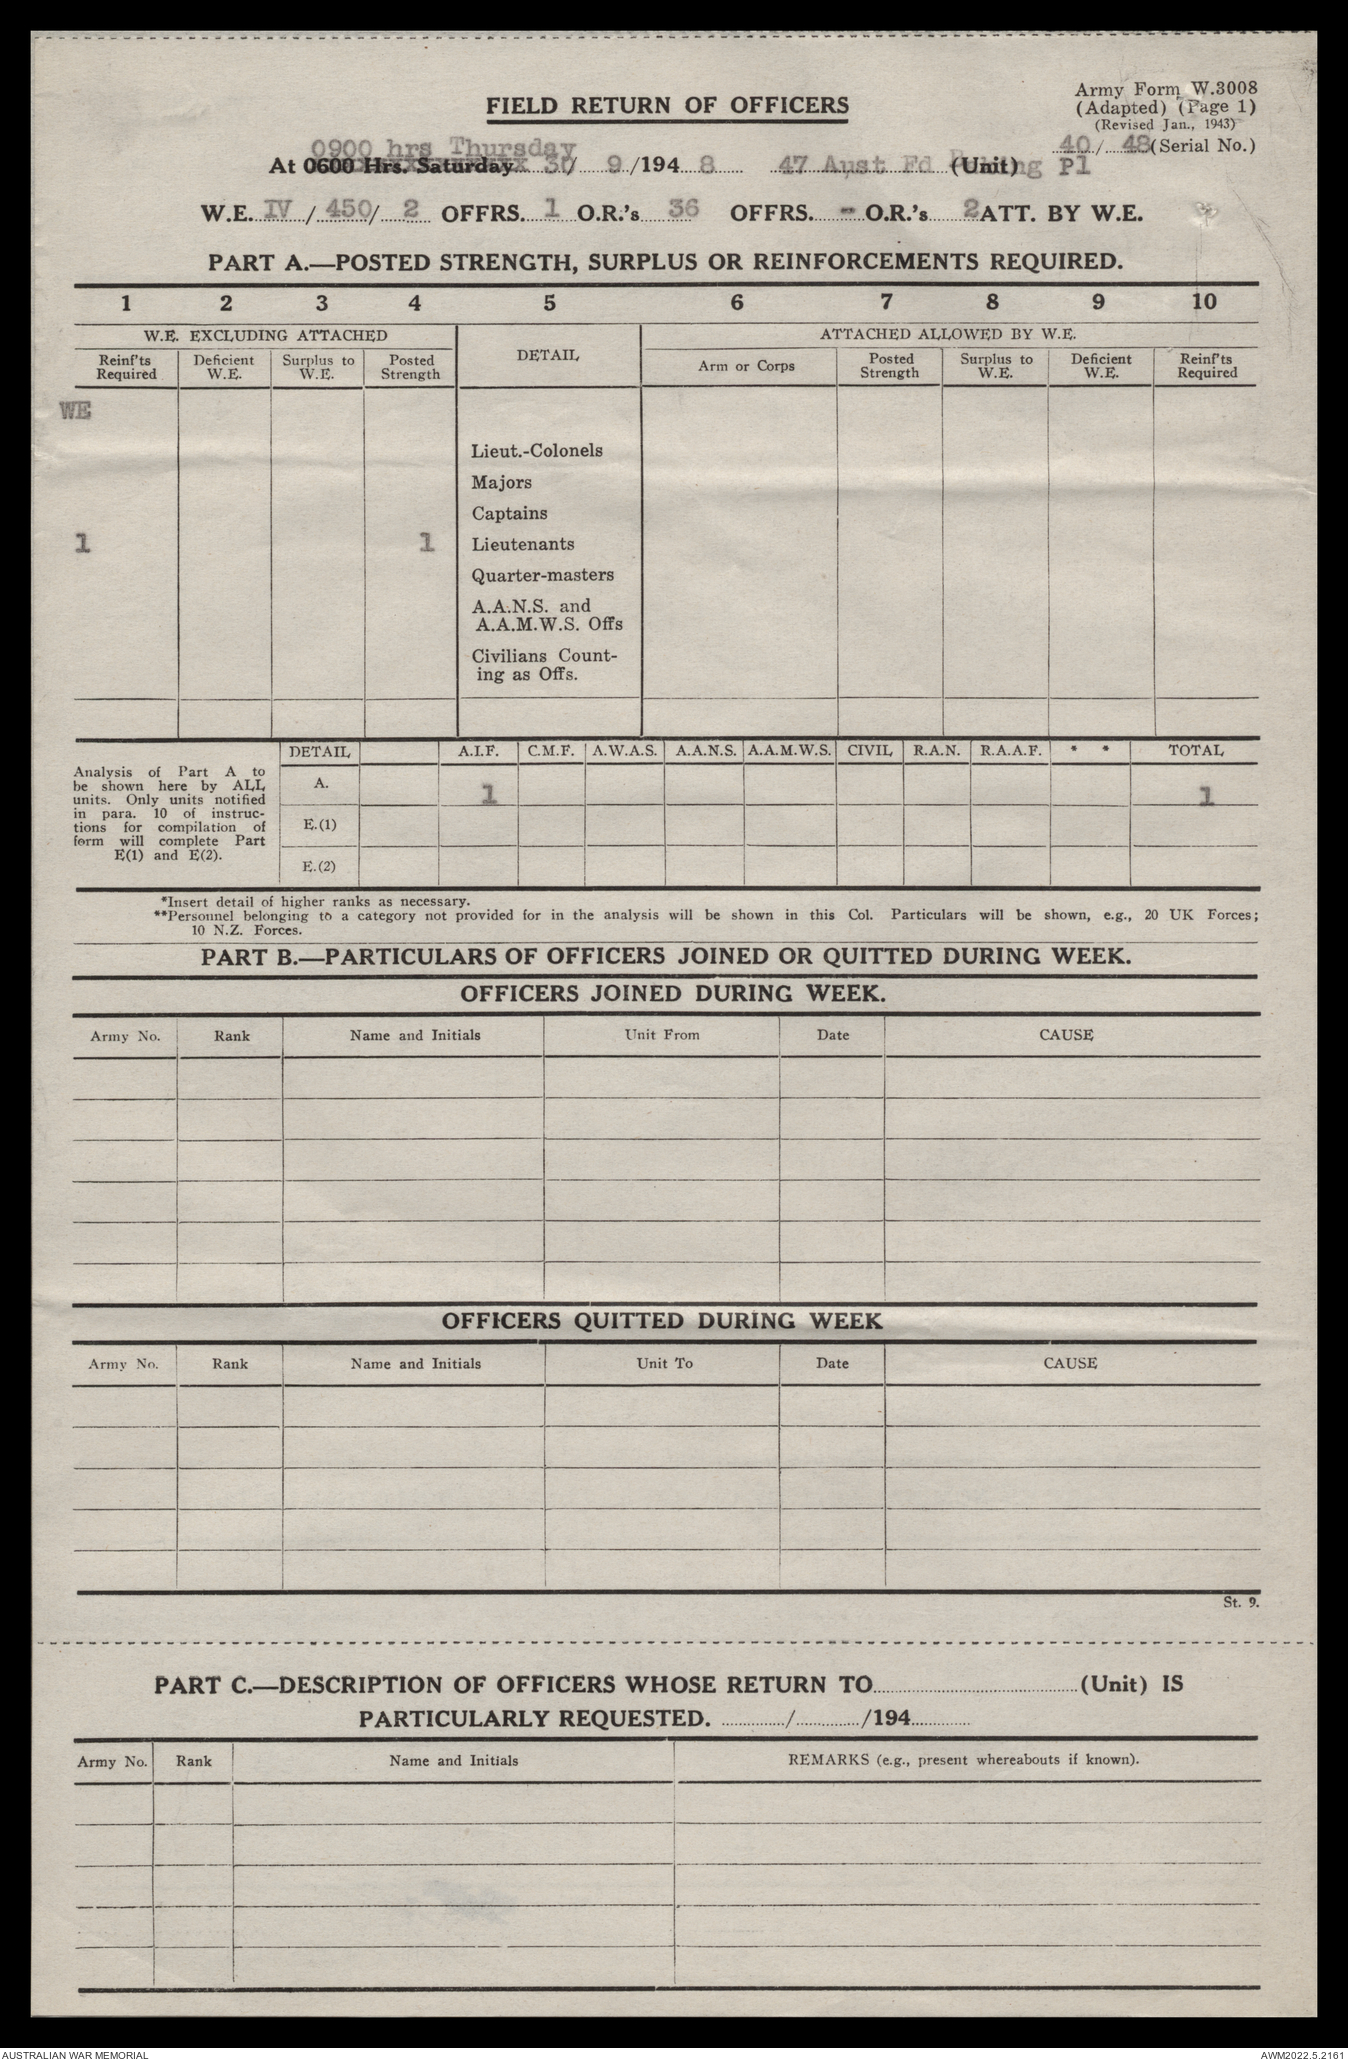 Army Form W.3008
FIELD RETURN OF OFFICERS
(Adapted) (Page 1)
(Revised Jan., 1943)
0900 hrs Thursday
40/48 (Serial No.)
At 0600 Hrs. Saturday 30/ 9 /194 8 47 Aust Fd Baking Pl (Unit)
W.E. IV / 450/ 2 OFFRS. 1 O.R.'s 36 OFFRS. - O.R.'s 2 ATT. BY W.E.
PART A.—POSTED STRENGTH, SURPLUS OR REINFORCEMENTS REQUIRED.
1 2 3 4 5 6 7 8 9 10
W.E. EXCLUDING ATTACHED DETAIL ATTACHED ALLOWED BY W.E.
Reinf'ts Required Deficient W.E. Surplus to W.E. Posted Strength Arm or Corps Posted Strength Surplus to W.E. Deficient W.E. Reinf'ts Required
WE
Lieut.-Colonels
Majors
Captains
1 1 Lieutenants
Quarter-masters
A.A.N.S. and
A.A.M.W.S. Offs
Civilians Count-
ing as Offs.
DETAIL A.I.F. C.M.F. A.W.A.S. A.A.N.S. A.A.M.W.S. CIVIL R.A.N. R.A.A.F. * * TOTAL
Analysis of Part A to
be shown here by ALL
units. Only units notified
in para. 10 of instruc-
tions for compilation of
form will complete Part
E(1) and E(2).
A. 1 1
E.(1)
E.(2)
*Insert detail of higher ranks as necessary.
**Personnel belonging to a category not provided for in the analysis will be shown in this Col. Particulars will be shown, e.g., 20 UK Forces;
10 N.Z. Forces.
PART B.—PARTICULARS OF OFFICERS JOINED OR QUITTED DURING WEEK.
OFFICERS JOINED DURING WEEK.
Army No. Rank Name and Initials Unit From Date CAUSE
OFFICERS QUITTED DURING WEEK
Army No. Rank Name and Initials Unit To Date CAUSE
St. 9.
PART C.—DESCRIPTION OF OFFICERS WHOSE RETURN TO (Unit) IS
PARTICULARLY REQUESTED. / /194
Army No. Rank Name and Initials REMARKS (e.g., present whereabouts if known).
AUSTRALIAN WAR MEMORIAL AWM2022.5.2161